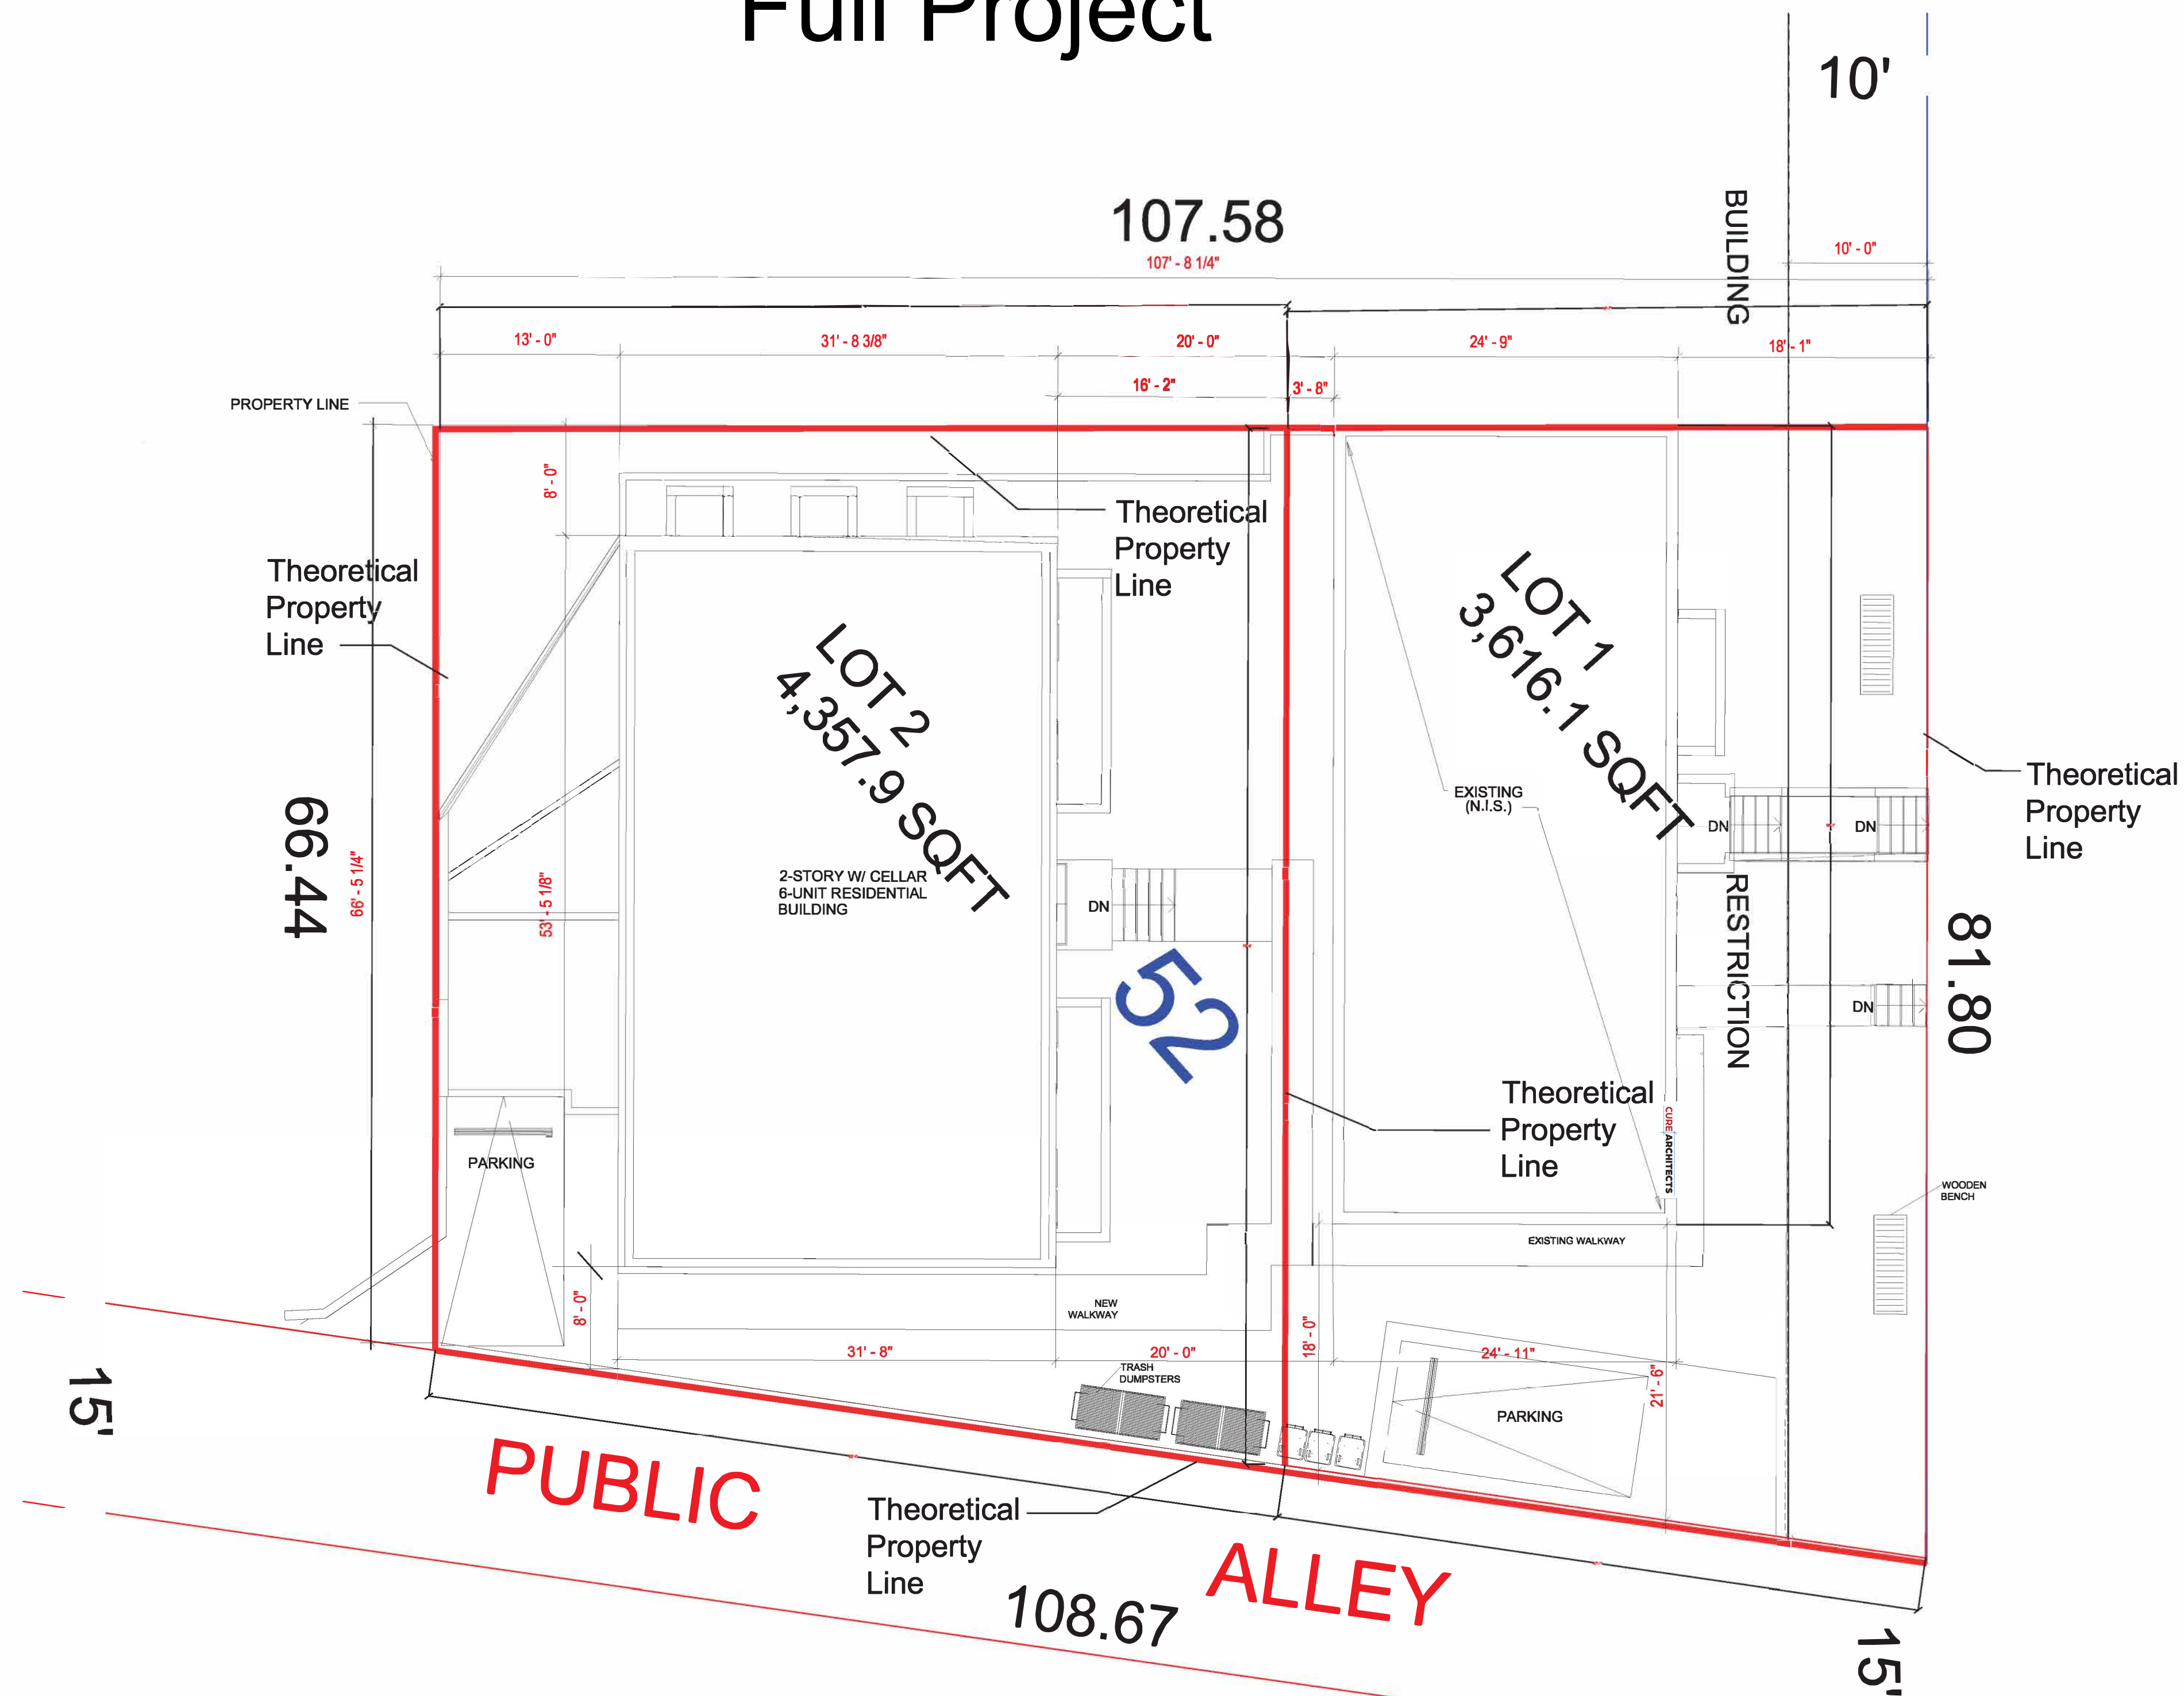 Full Project
10'
BUILDING
107.58
107' - 8 1/4"
10' - 0"
13' - 0"
31' - 8 3/8"
20' - 0"
24' - 9"
18' - 1"
16' - 2"
3' - 8"
PROPERTY LINE
8' - 0"
Theoretical
Property
Line
Theoretical
Property
Line
LOT 2
4,357.9 SQFT
LOT 1
3,616.1 SQFT
EXISTING
(N.I.S.)
Theoretical
Property
Line
DN
DN
66.44
66' - 5 1/4"
53' - 5 1/8"
2-STORY W/ CELLAR
6-UNIT RESIDENTIAL
BUILDING
DN
52
RESTRICTION
81.80
DN
Theoretical
Property
Line
CURE ARCHITECTS
PARKING
WOODEN
BENCH
EXISTING WALKWAY
NEW
WALKWAY
8' - 0"
18' - 0"
31' - 8"
20' - 0"
24' - 11"
21' - 6"
TRASH
DUMPSTERS
PARKING
15'
PUBLIC
ALLEY
Theoretical
Property
Line
108.67
15'